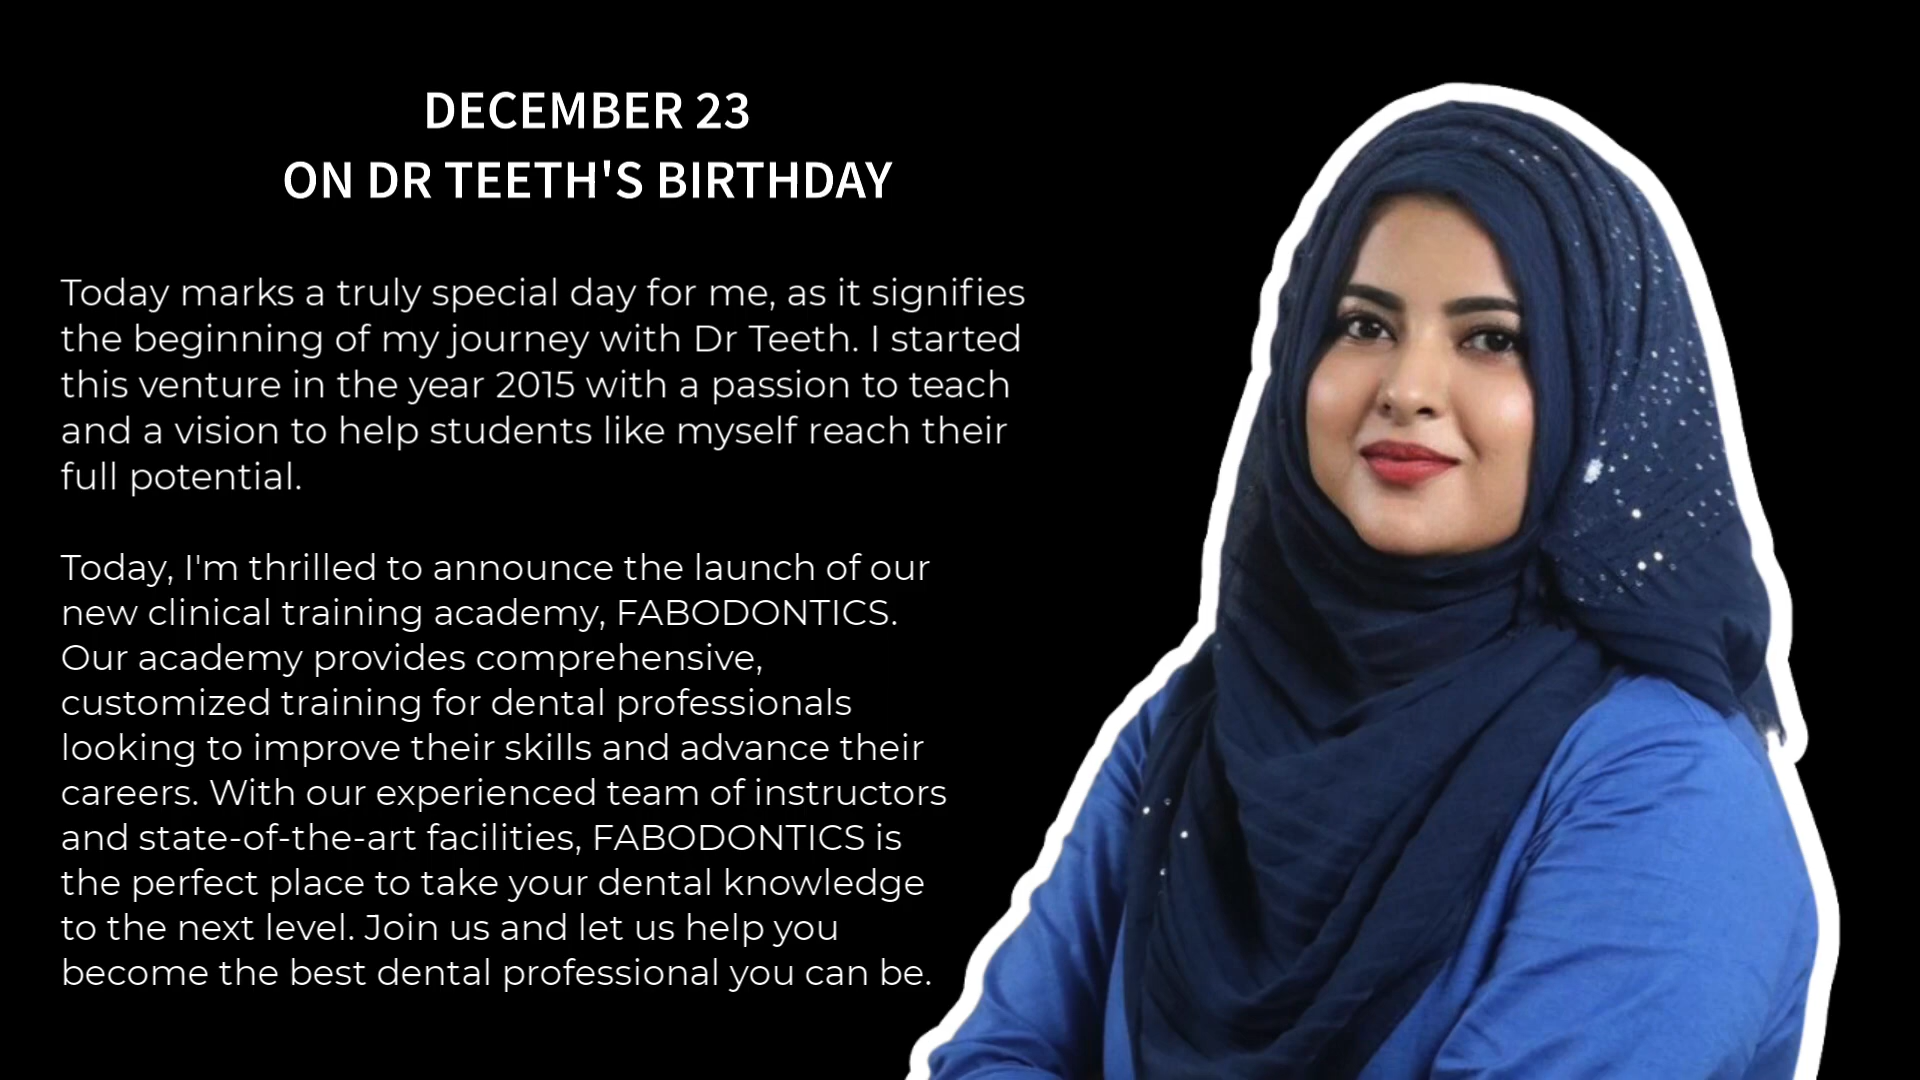 DECEMBER 23
ON DR TEETH'S BIRTHDAY
Today marks a truly special day for me, as it signifies
the beginning of my journey with Dr Teeth. I started
this venture in the year 2015 with a passion to teach
and a vision to help students like myself reach their
full potential.
Today, I'm thrilled to announce the launch of our
new clinical training academy, FABODONTICS.
Our academy provides comprehensive,
customized training for dental professionals
looking to improve their skills and advance their
careers. With our experienced team of instructors
and state-of-the-art facilities, FABODONTICS is
the perfect place to take your dental knowledge
to the next level. Join us and let us help you
become the best dental professional you can be.